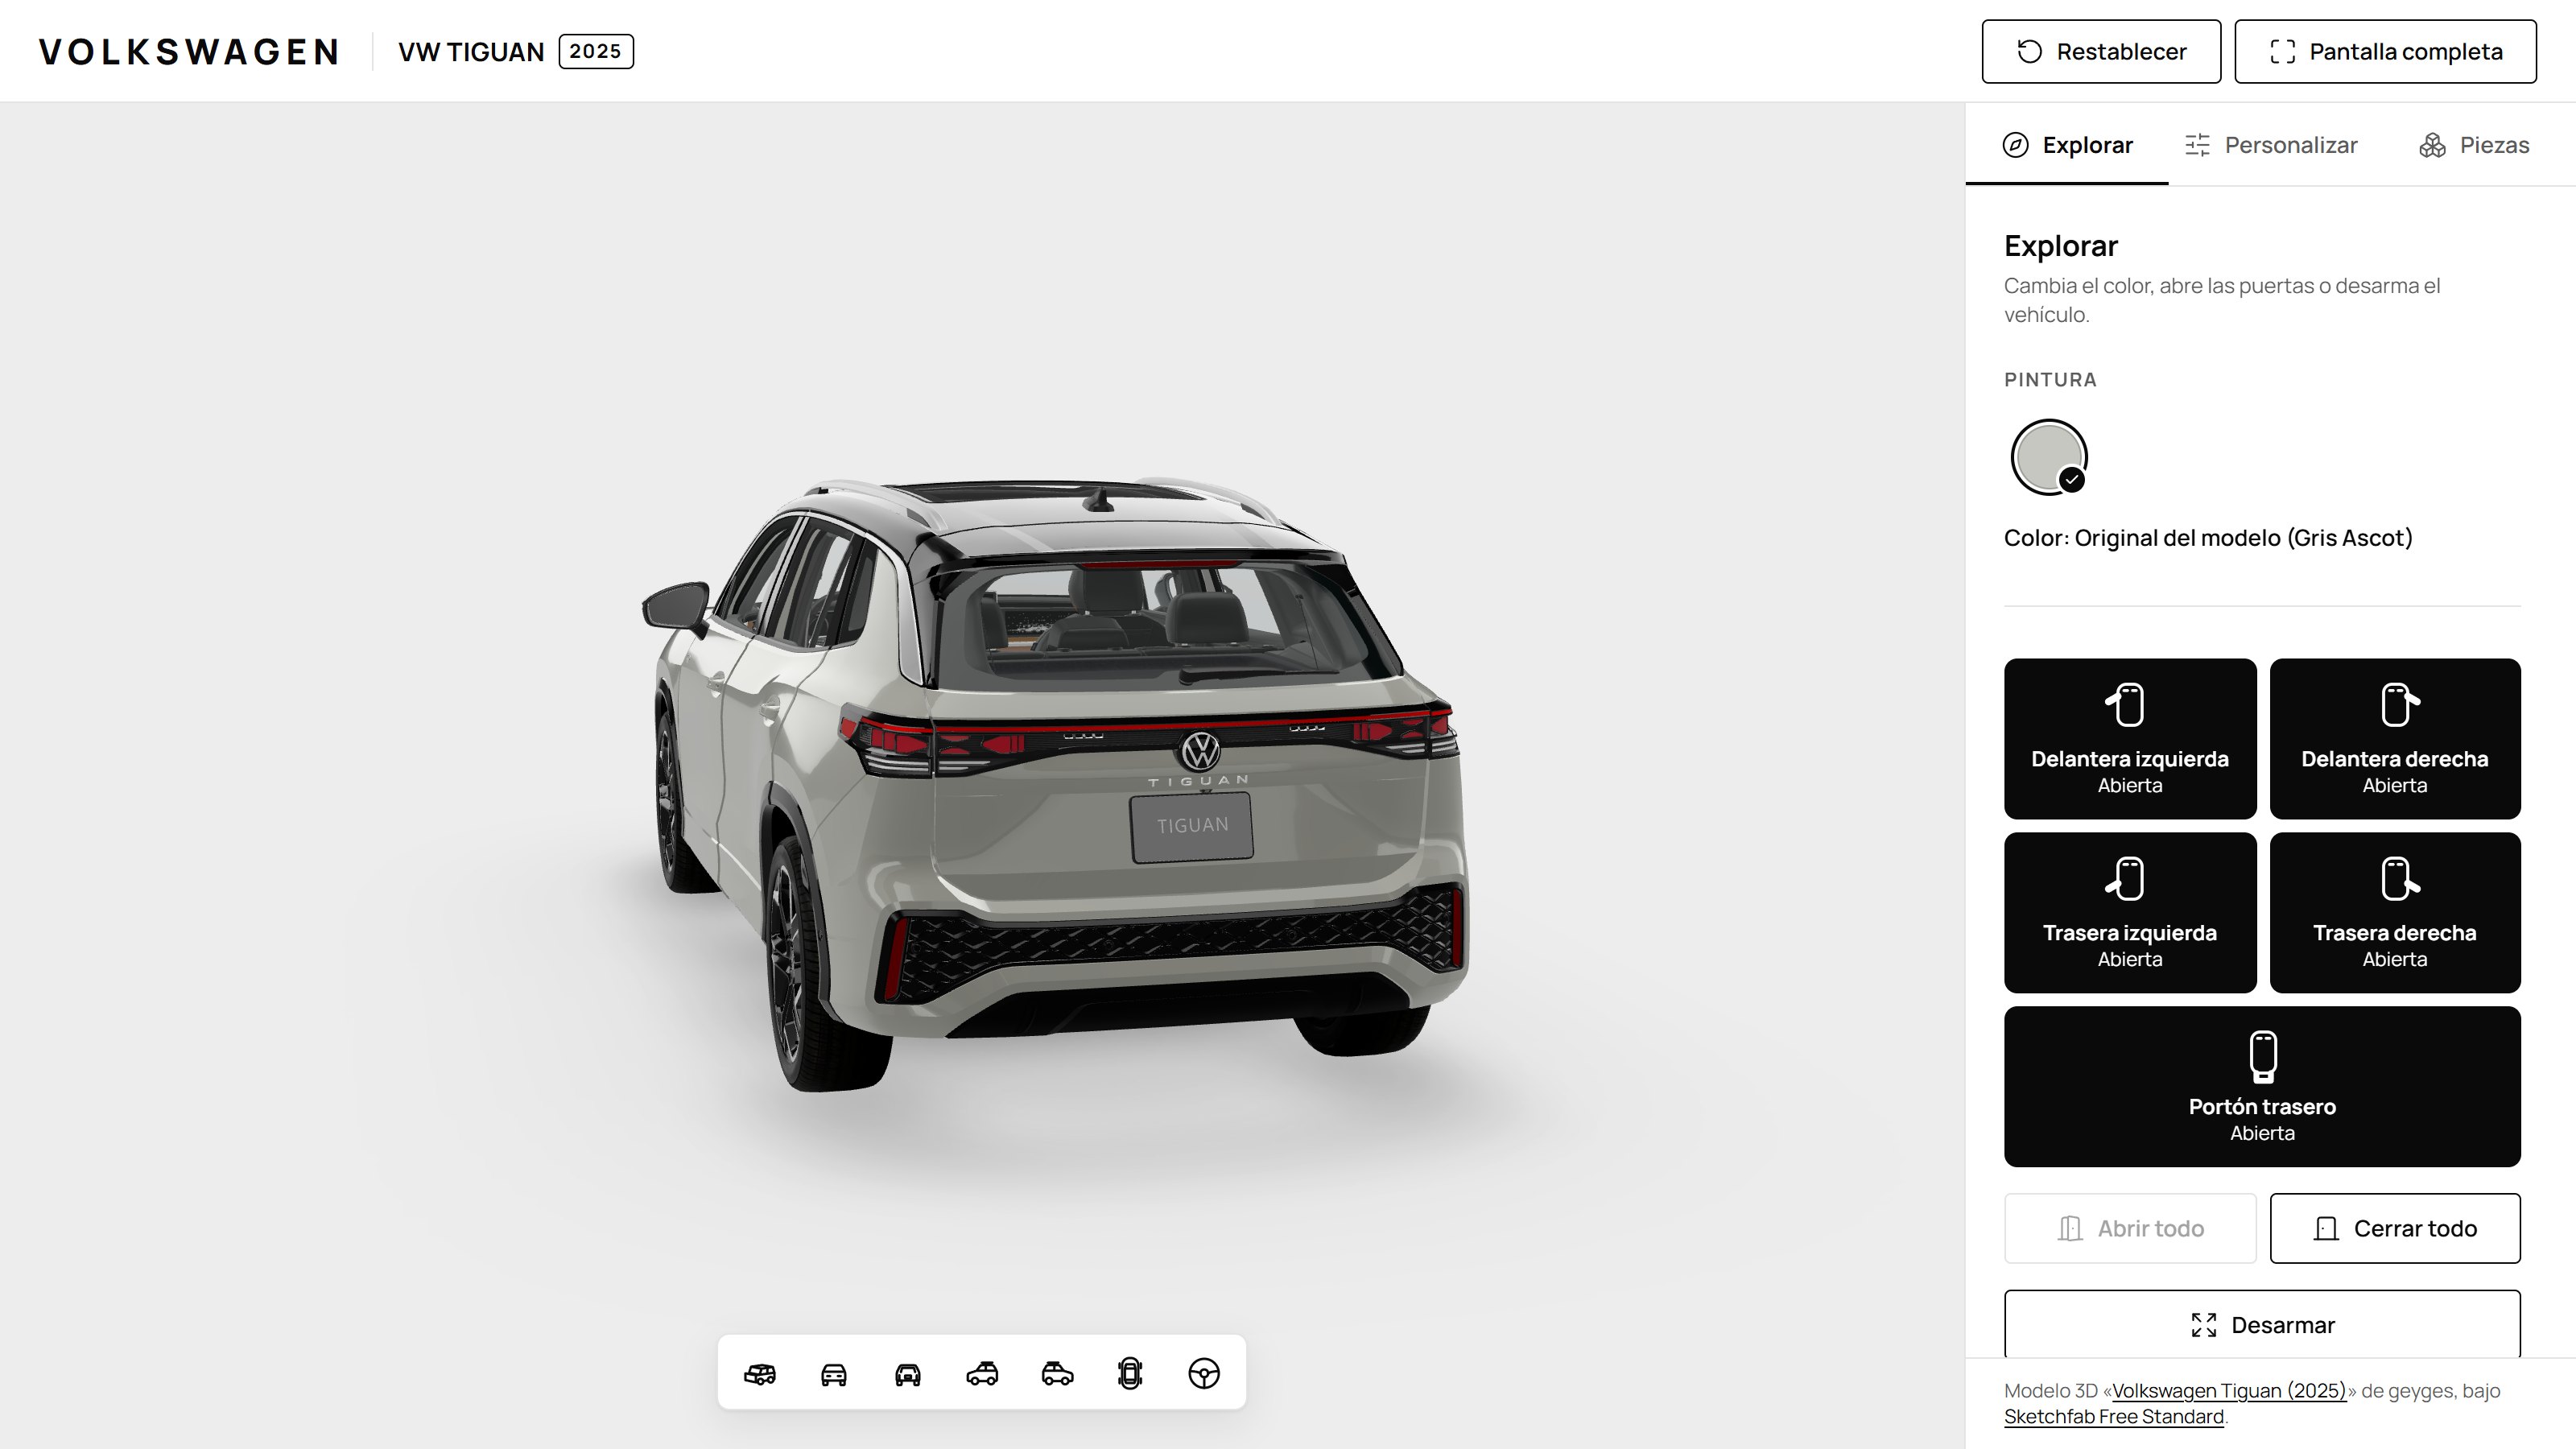 VOLKSWAGEN
VW TIGUAN
2025
Restablecer
Pantalla completa
Explorar
Personalizar
Piezas
Explorar
Cambia el color, abre las puertas o desarma el
vehículo.
PINTURA
Color: Original del modelo (Gris Ascot)
TIGUAN
TIGUAN
Delantera izquierda
Abierta
Delantera derecha
Abierta
Trasera izquierda
Abierta
Trasera derecha
Abierta
Portón trasero
Abierta
Abrir todo
Cerrar todo
Desarmar
Modelo 3D «Volkswagen Tiguan (2025)» de geyges, bajo
Sketchfab Free Standard.